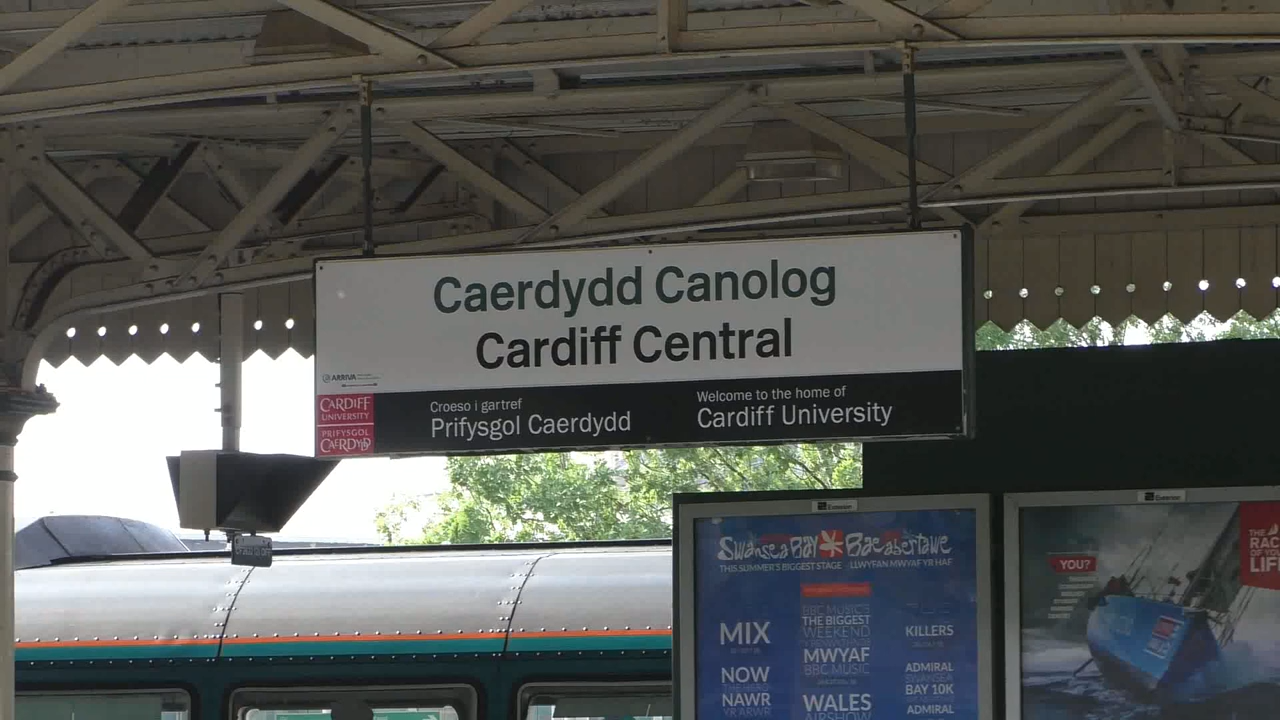 Caerdydd Canolog
Cardiff Central
ARRIVA
CARDIFF
UNIVERSITY
PRIFYSGOL
CAERDYDD
Croeso i gartref
Prifysgol Caerdydd
Welcome to the home of
Cardiff University
Swansea Bay Bae abertawe
THIS SUMMER'S BIGGEST STAGE LLWYFAN MWYAF YR HAF
MIX
NOW
NAWR
BBC MUSIC'S
THE BIGGEST
WEEKEND
MWYAF
BBC MUSIC
WALES
AIRSHOW
KILLERS
ADMIRAL
SWANSEA
BAY 10K
ADMIRAL
YOU?
THE
RACE
OF YOUR
LIFE